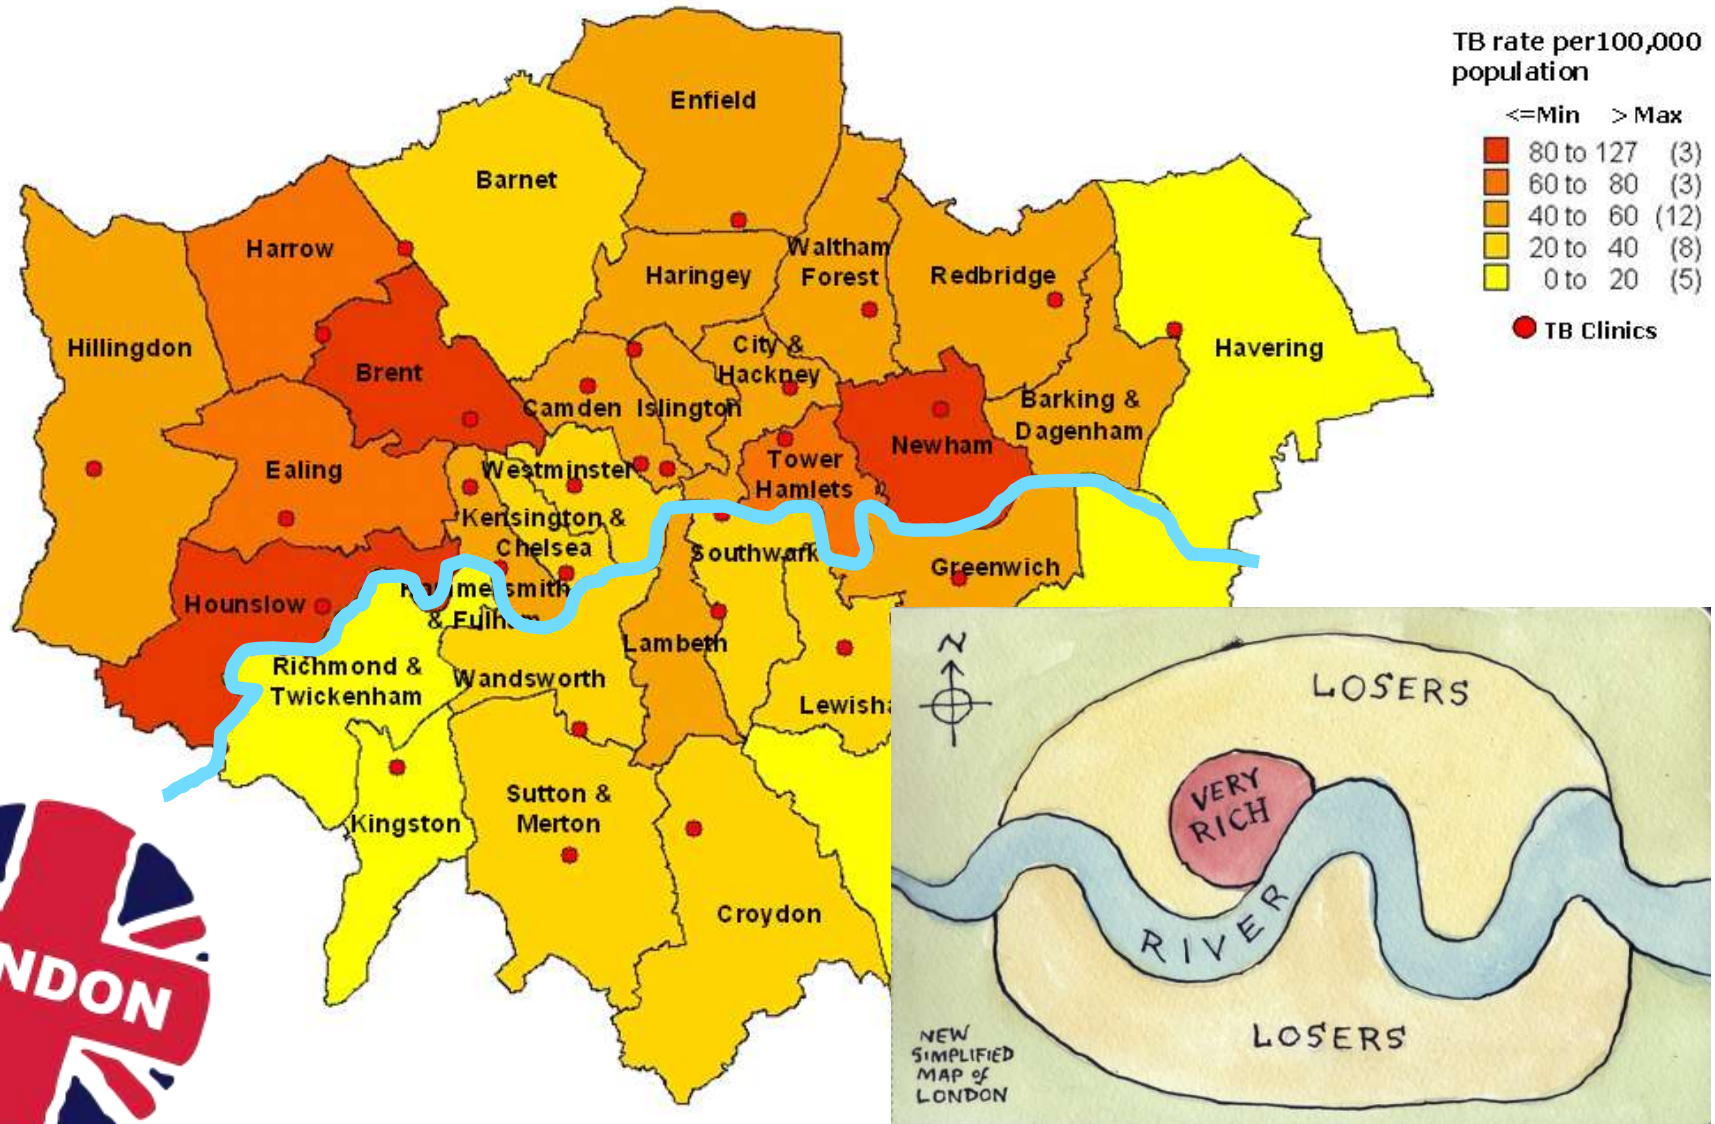 TB rate per100,000
population
<=Min > Max
80 to 127 (3)
60 to 80 (3)
40 to 60 (12)
20 to 40 (8)
0 to 20 (5)
TB Clinics
Enfield
Barnet
Harrow
Waltham
Forest
Haringey
Redbridge
Hillingdon
Brent
City &
Hackney
Havering
Camden
Islington
Barking &
Dagenham
Newham
Ealing
Westminster
Tower
Hamlets
Kensington &
Chelsea
Southwark
Greenwich
Hounslow
Hammersmith
& Fulham
Lambeth
Richmond &
Twickenham
Wandsworth
Lewisha
Kingston
Sutton &
Merton
Croydon
NDON
N
LOSERS
VERY
RICH
RIVER
LOSERS
NEW
SIMPLIFIED
MAP of
LONDON